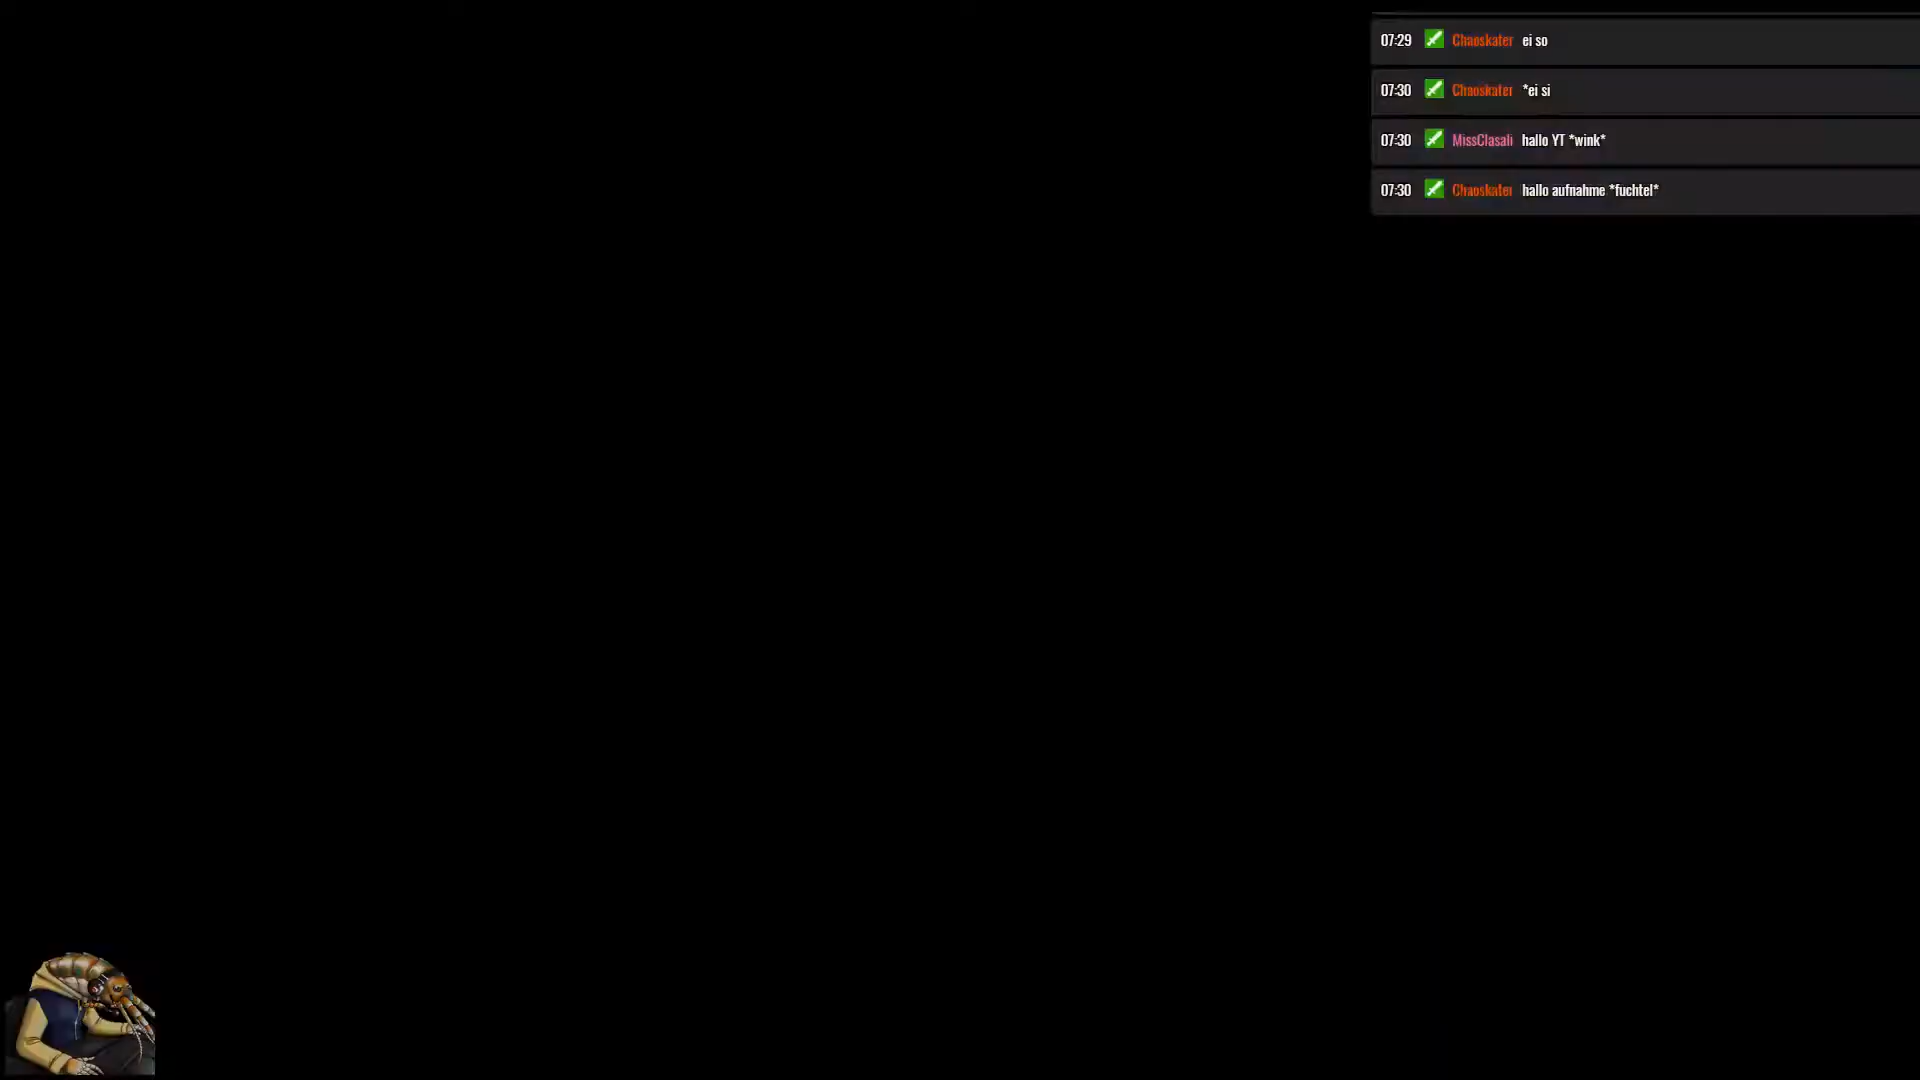 07:29 Chaoskater ei so
07:30 Chaoskater *ei si
07:30 MissClasali hallo YT *wink*
07:30 Chaoskater hallo aufnahme *fuchtel*